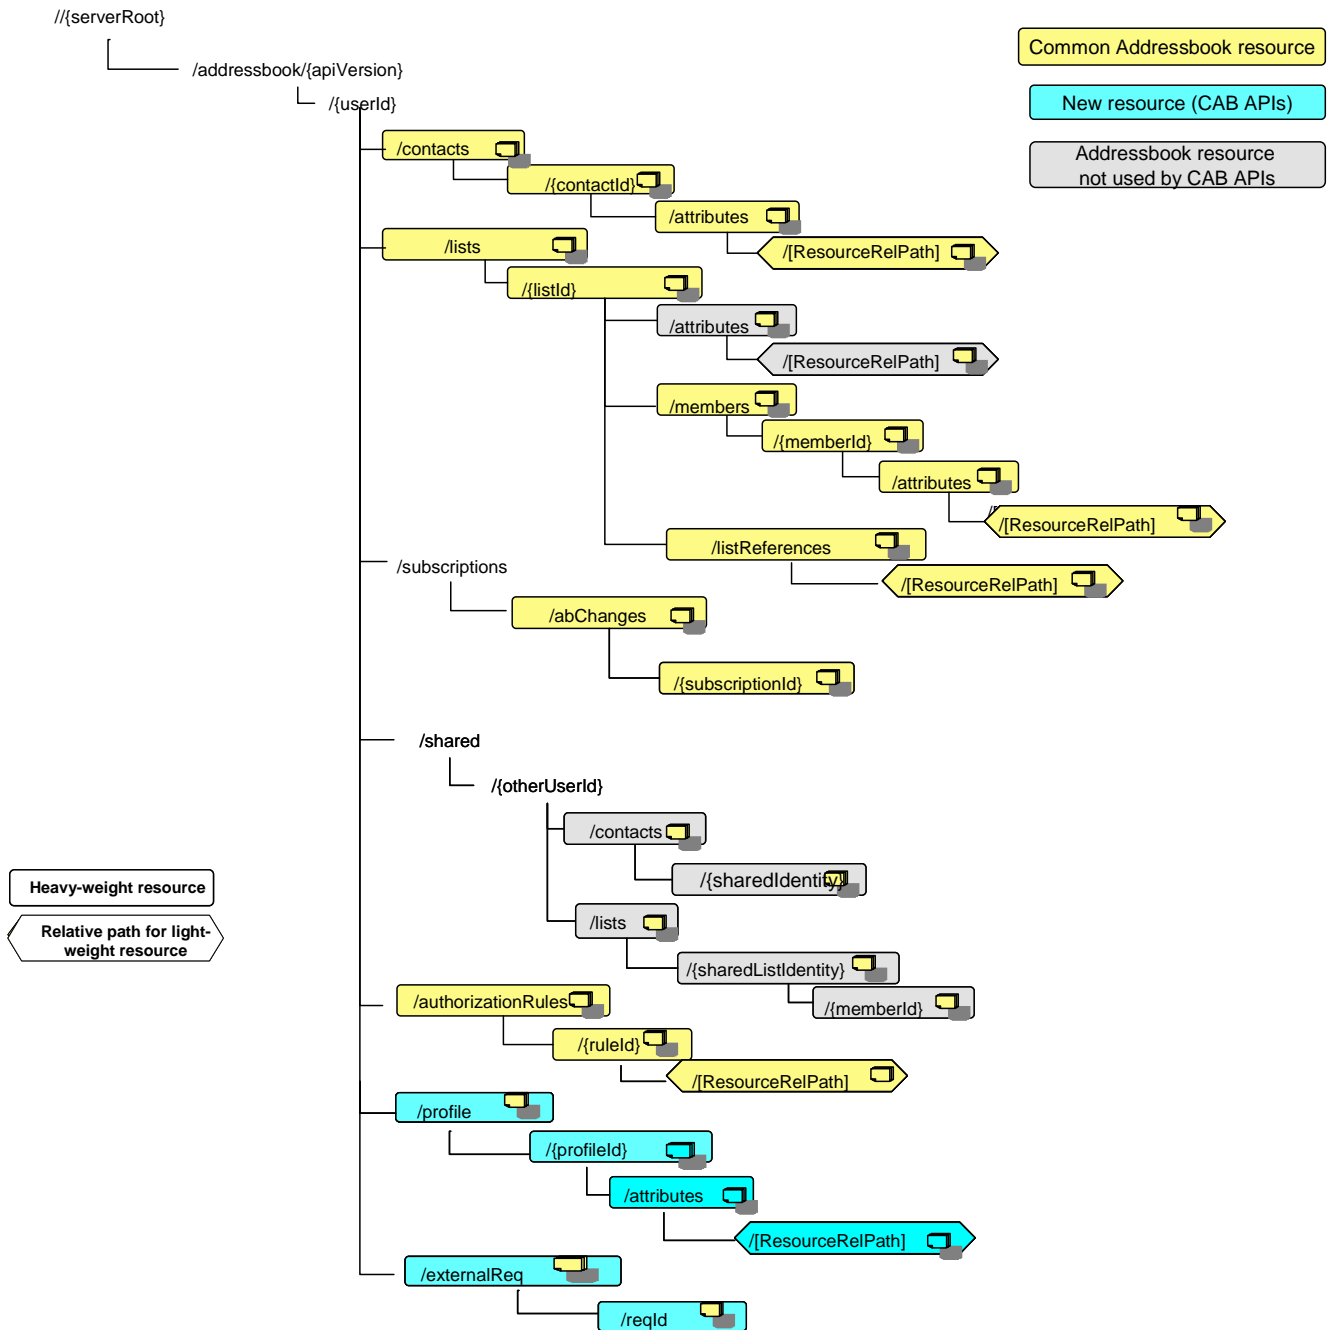 //{serverRoot}
/addressbook/{apiVersion}
/{userId}
Common Addressbook resource
New resource (CAB APIs)
Addressbook resource
not used by CAB APIs
/contacts
/{contactId}
/attributes
/[ResourceRelPath]
/lists
/{listId}
/attributes
/[ResourceRelPath]
/members
/{memberId}
/attributes
/[ResourceRelPath]
/listReferences
/[ResourceRelPath]
/subscriptions
/abChanges
/{subscriptionId}
/shared
/{otherUserId}
/contacts
/{sharedIdentity}
/lists
/{sharedListIdentity}
/{memberId}
Heavy-weight resource
Relative path for light-
weight resource
/authorizationRules
/{ruleId}
/[ResourceRelPath]
/profile
/{profileId}
/attributes
/[ResourceRelPath]
/externalReq
/reqId